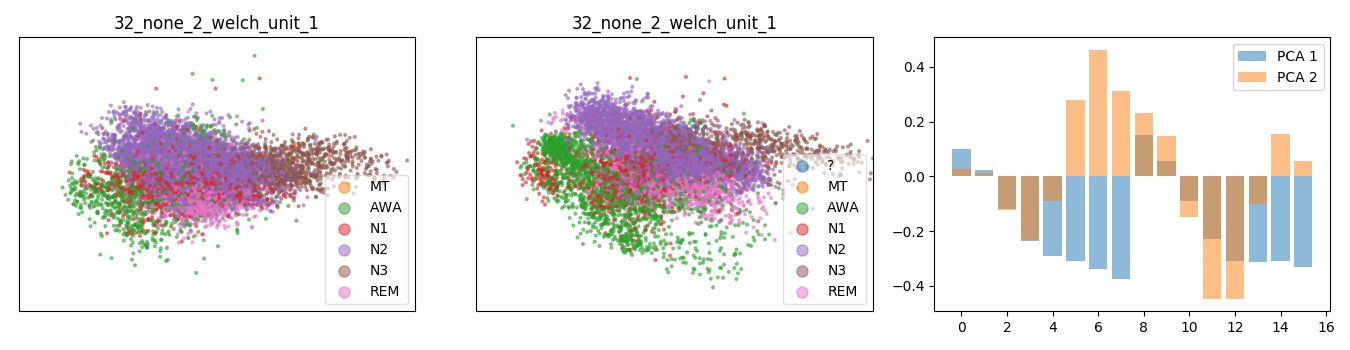 32_none_2_welch_unit_1
MT
AWA
N1
N2
N3
REM
32_none_2_welch_unit_1
?
MT
AWA
N1
N2
N3
REM
PCA 1
PCA 2
0.4
0.2
0.0
−0.2
−0.4
0 2 4 6 8 10 12 14 16